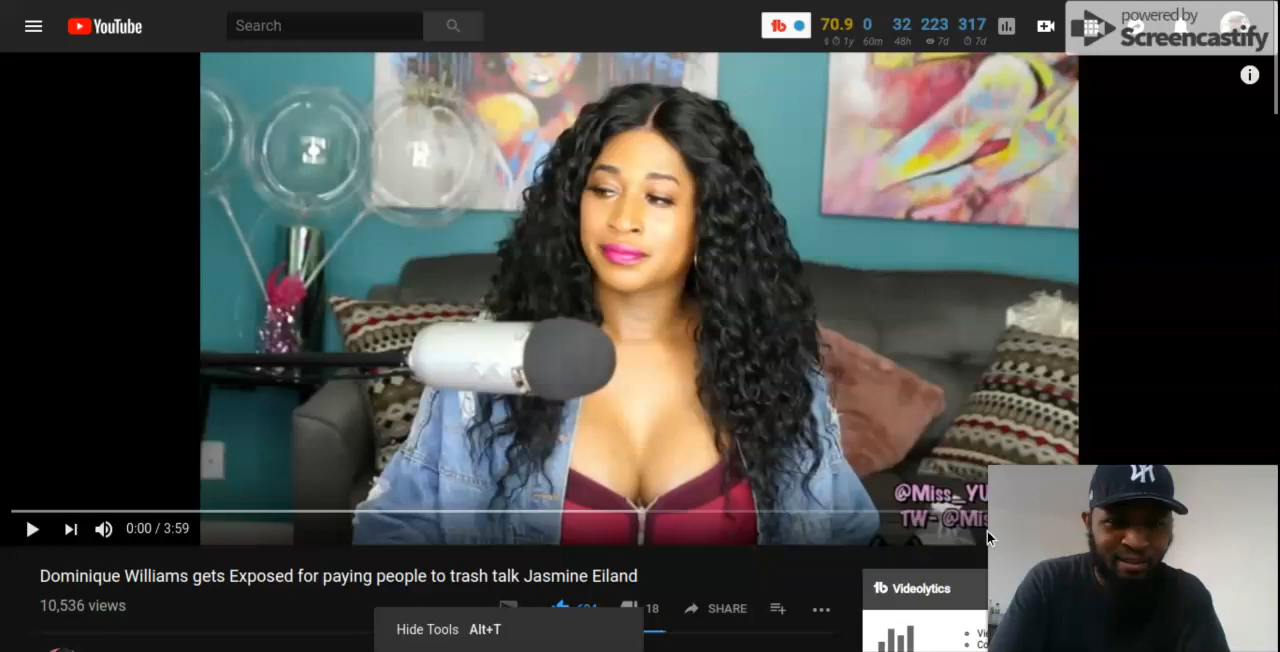 YouTube
Search
tb
70.9 0 32 223 317
1y 60m 48h 7d 7d
powered by
Screencastify
@Miss_YU
TW- @Mis
0:00 / 3:59
Dominique Williams gets Exposed for paying people to trash talk Jasmine Eiland
10,536 views
18
SHARE
Hide Tools Alt+T
tb Videolytics